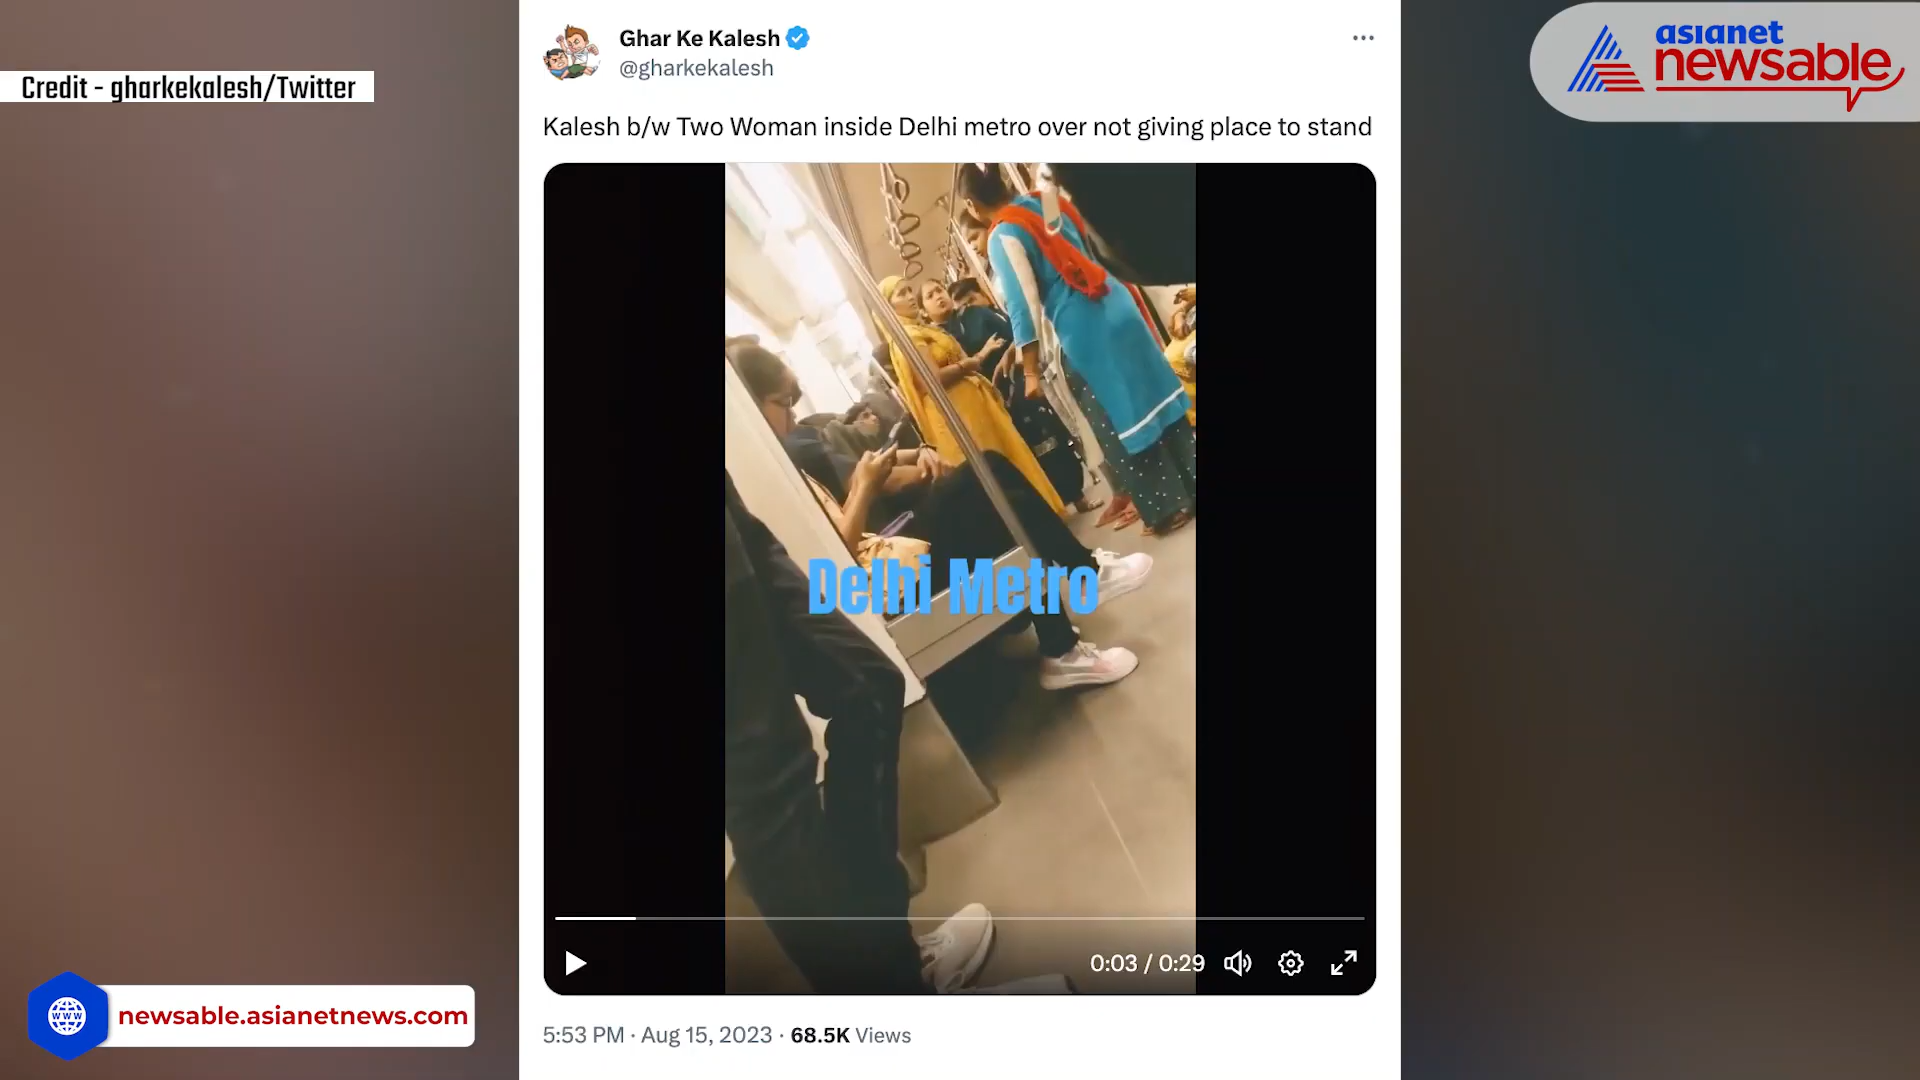 Credit - gharkekalesh/Twitter
Ghar Ke Kalesh
@gharkekalesh
asianet
newsable
Kalesh b/w Two Woman inside Delhi metro over not giving place to stand
Delhi Metro
0:03 / 0:29
www
newsable.asianetnews.com
5:53 PM · Aug 15, 2023 · 68.5K Views